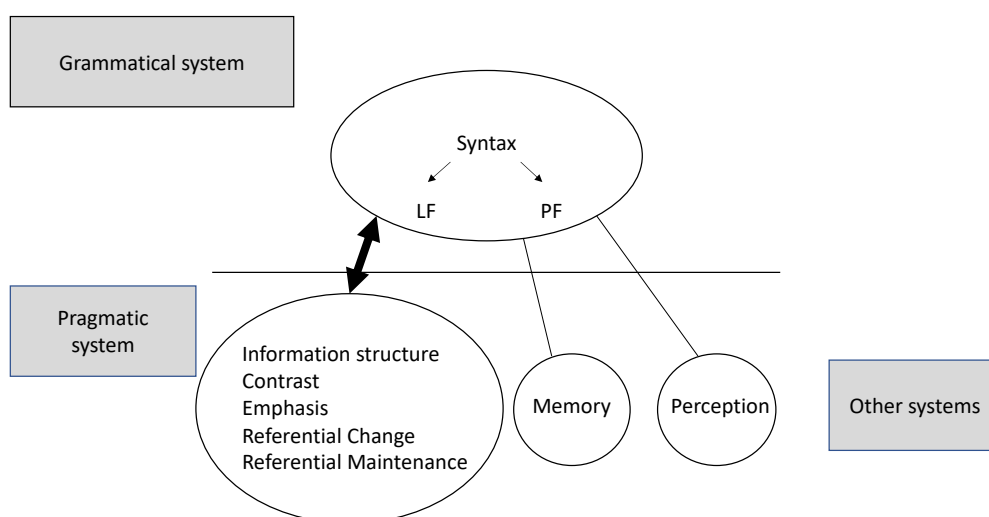 Grammatical system
Syntax
LF
PF
Pragmatic
system
Information structure
Contrast
Emphasis
Referential Change
Referential Maintenance
Memory
Perception
Other systems